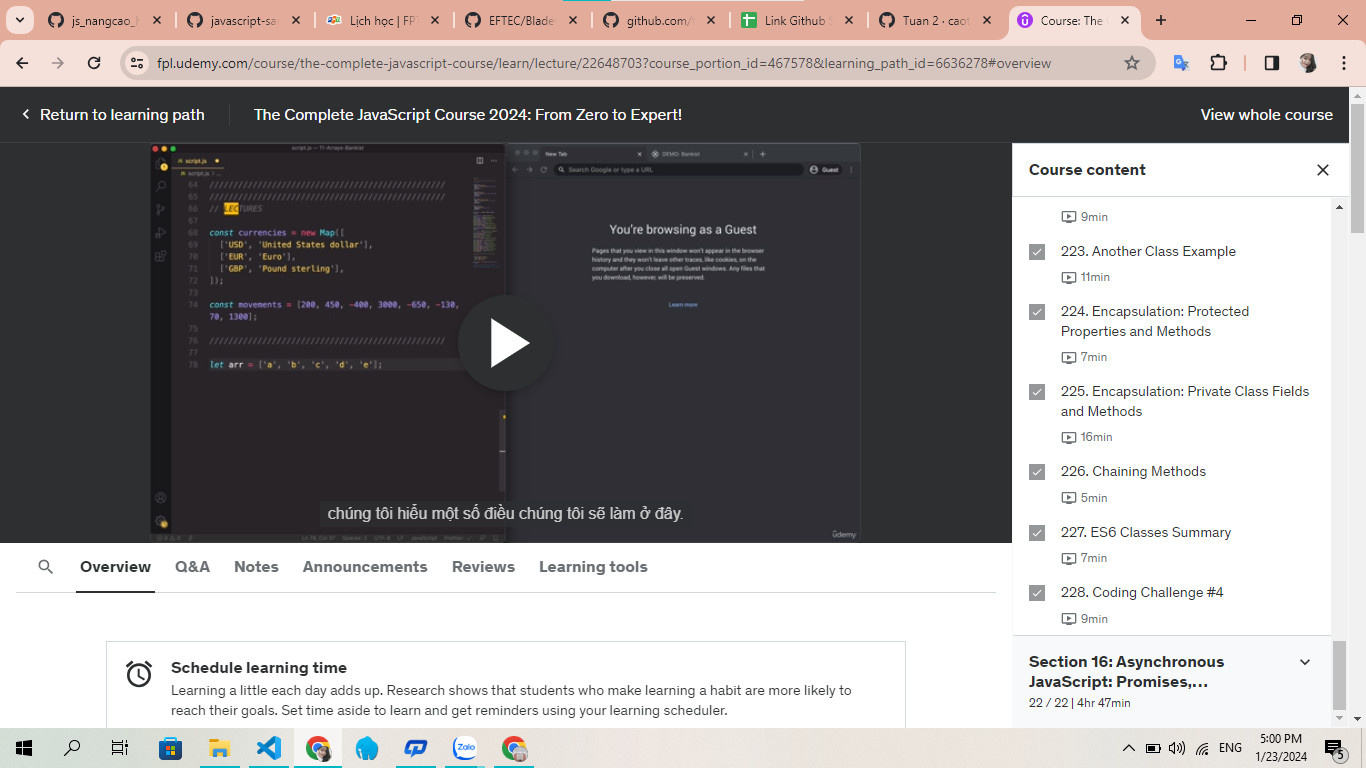 js_nangcao_
javascript-sa
Lịch học | FP
EFTEC/Blade
github.com/
Link Github S
Tuan 2 · caot
Course: The
fpl.udemy.com/course/the-complete-javascript-course/learn/lecture/22648703?course_portion_id=467578&learning_path_id=6636278#overview
Return to learning path
The Complete JavaScript Course 2024: From Zero to Expert!
View whole course
script.js — 11-Arrays-Bankist
script.js
script.js > ...
64 //////////////////////////////////////////////////
65 //////////////////////////////////////////////////
66 // LECTURES
67
68 const currencies = new Map([
69 ['USD', 'United States dollar'],
70 ['EUR', 'Euro'],
71 ['GBP', 'Pound sterling'],
72 ]);
73
74 const movements = [200, 450, -400, 3000, -650, -130,
70, 1300];
75
76 //////////////////////////////////////////////////
77
78 let arr = ['a', 'b', 'c', 'd', 'e'];
New Tab
DEMO: Bankist
Search Google or type a URL
Guest
You're browsing as a Guest
Pages that you view in this window won't appear in the browser
history and they won't leave other traces, like cookies, on the
computer after you close all open Guest windows. Any files that
you download, however, will be preserved.
Learn more
chúng tôi hiểu một số điều chúng tôi sẽ làm ở đây.
ûdemy
Course content
9min
223. Another Class Example
11min
224. Encapsulation: Protected
Properties and Methods
7min
225. Encapsulation: Private Class Fields
and Methods
16min
226. Chaining Methods
5min
227. ES6 Classes Summary
7min
228. Coding Challenge #4
9min
Section 16: Asynchronous
JavaScript: Promises,...
22 / 22 | 4hr 47min
Overview
Q&A
Notes
Announcements
Reviews
Learning tools
Schedule learning time
Learning a little each day adds up. Research shows that students who make learning a habit are more likely to
reach their goals. Set time aside to learn and get reminders using your learning scheduler.
Zalo
ENG
5:00 PM
1/23/2024
5